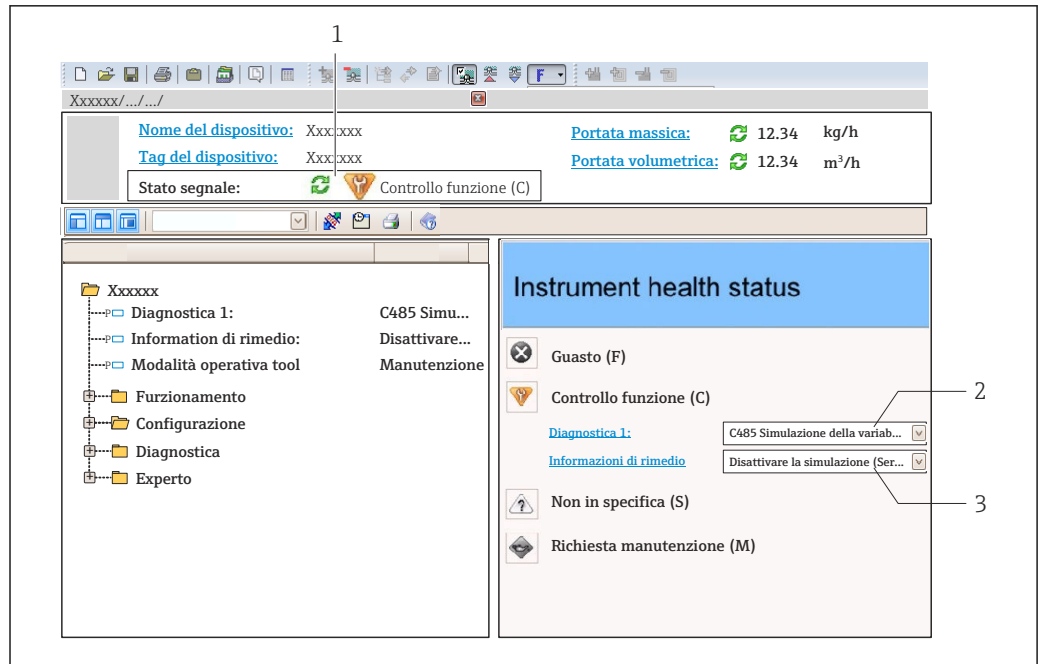 1
F
Xxxxxx/.../.../
Nome del dispositivo: Xxxxxxx Portata massica: 12.34 kg/h
Tag del dispositivo: Xxxxxxx Portata volumetrica: 12.34 m³/h
Stato segnale: Controllo funzione (C)
Xxxxxx
P Diagnostica 1: C485 Simu...
P Information di rimedio: Disattivare...
P Modalità operativa tool Manutenzione
Furzionamento
Configurazione
Diagnostica
Experto
Instrument health status
Guasto (F)
Controllo funzione (C) 2
Diagnostica 1: C485 Simulazione della variab...
Informazioni di rimedio Disattivare la simulazione (Ser...
Non in specifica (S) 3
Richiesta manutenzione (M)